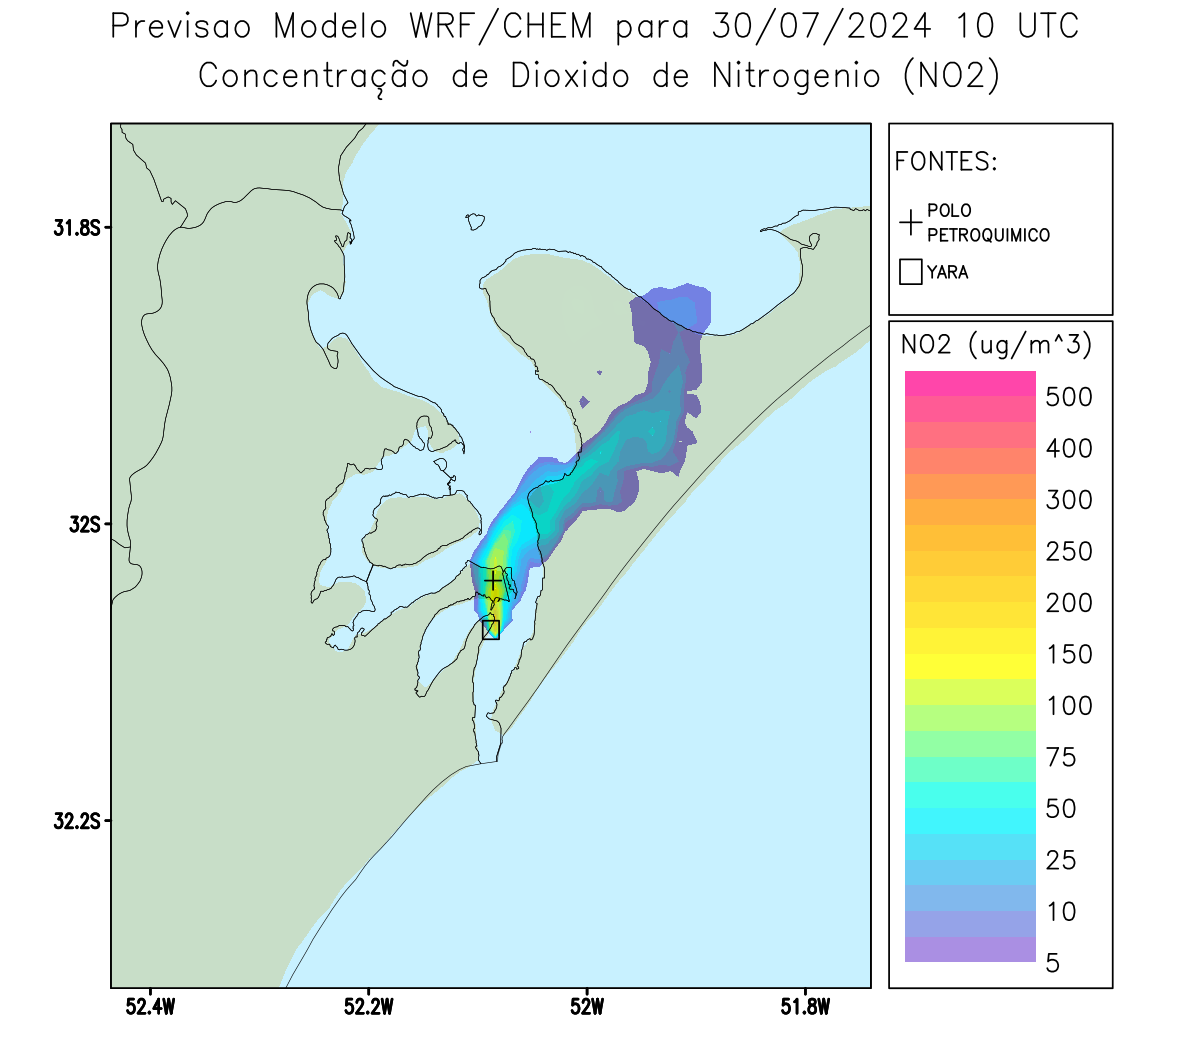 Previsao Modelo WRF/CHEM para 30/07/2024 10 UTC
Concentração de Dioxido de Nitrogenio (NO2)
FONTES:
POLO
PETROQUIMICO
YARA
NO2 (ug/m^3)
500
400
300
250
200
150
100
75
50
25
10
5
31.8S
32S
32.2S
52.4W
52.2W
52W
51.8W